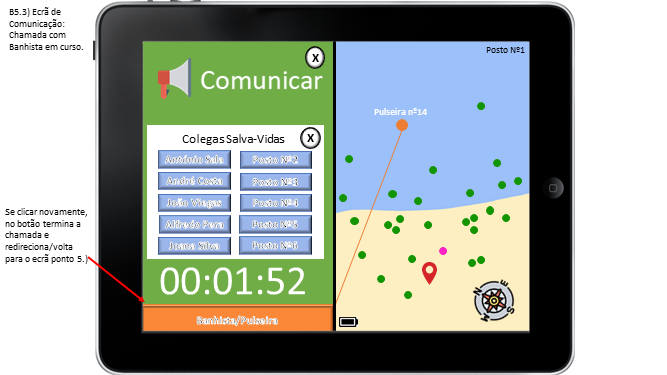 B5.3) Ecrã de
Comunicação:
Chamada com
Banhista em curso.
Se clicar novamente,
no botão termina a
chamada e
redireciona/volta
para o ecrã ponto 5.)
X
Comunicar
Colegas Salva-Vidas
X
António Sala
Posto Nº2
André Costa
Posto Nº3
João Viegas
Posto Nº4
Alfredo Pera
Posto Nº5
Joana Silva
Posto Nº6
00:01:52
Banhista/Pulseira
Posto Nº1
Pulseira nº14
N
E
S
W